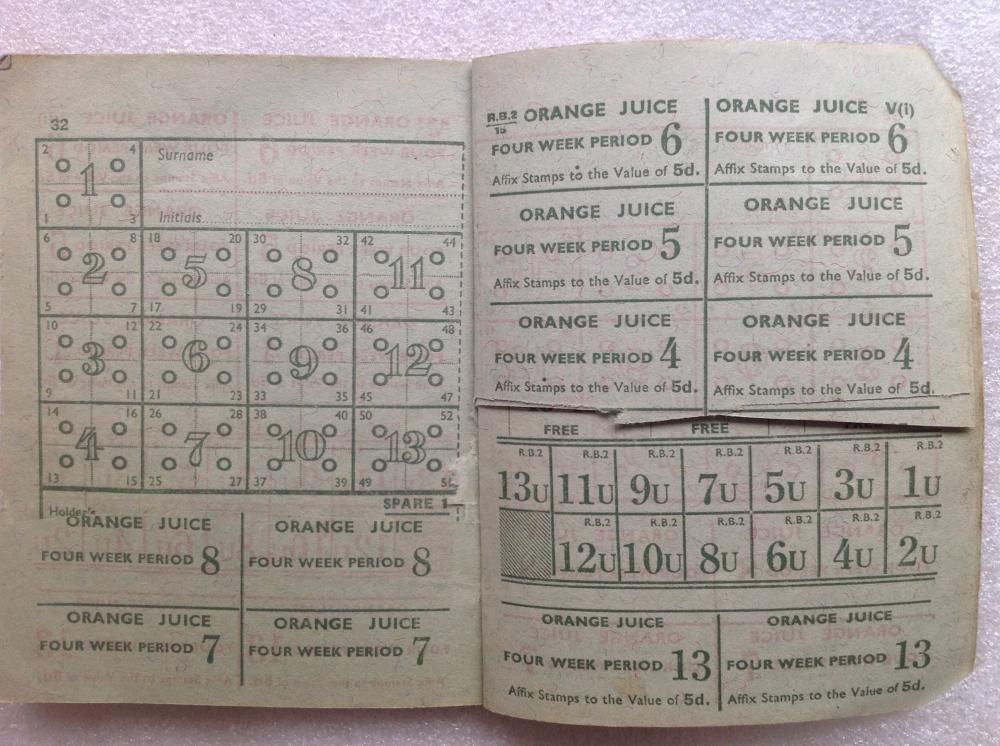 32
2 4 Surname
1
1 3 Initials
6 8 18 20 30 32 42 44
2 5 8 11
5 7 17 19 29 31 41 43
10 12 22 24 34 36 46 48
3 6 9 12
9 11 21 23 33 35 45 47
14 16 26 28 38 40 50 52
4 7 10 13
13 15 25 27 37 39 49 51
Holder's SPARE 1
ORANGE JUICE ORANGE JUICE
FOUR WEEK PERIOD 8 FOUR WEEK PERIOD 8
ORANGE JUICE ORANGE JUICE
FOUR WEEK PERIOD 7 FOUR WEEK PERIOD 7
R.B.2
15 ORANGE JUICE ORANGE JUICE V(i)
FOUR WEEK PERIOD 6 FOUR WEEK PERIOD 6
Affix Stamps to the Value of 5d. Affix Stamps to the Value of 5d.
ORANGE JUICE ORANGE JUICE
FOUR WEEK PERIOD 5 FOUR WEEK PERIOD 5
Affix Stamps to the Value of 5d. Affix Stamps to the Value of 5d.
ORANGE JUICE ORANGE JUICE
FOUR WEEK PERIOD 4 FOUR WEEK PERIOD 4
Affix Stamps to the Value of 5d. Affix Stamps to the Value of 5d.
FREE FREE
R.B.2 R.B.2 R.B.2 R.B.2 R.B.2 R.B.2 R.B.2
13U 11U 9U 7U 5U 3U 1U
R.B.2 R.B.2 R.B.2 R.B.2 R.B.2 R.B.2
12U 10U 8U 6U 4U 2U
ORANGE JUICE ORANGE JUICE
FOUR WEEK PERIOD 13 FOUR WEEK PERIOD 13
Affix Stamps to the Value of 5d. Affix Stamps to the Value of 5d.